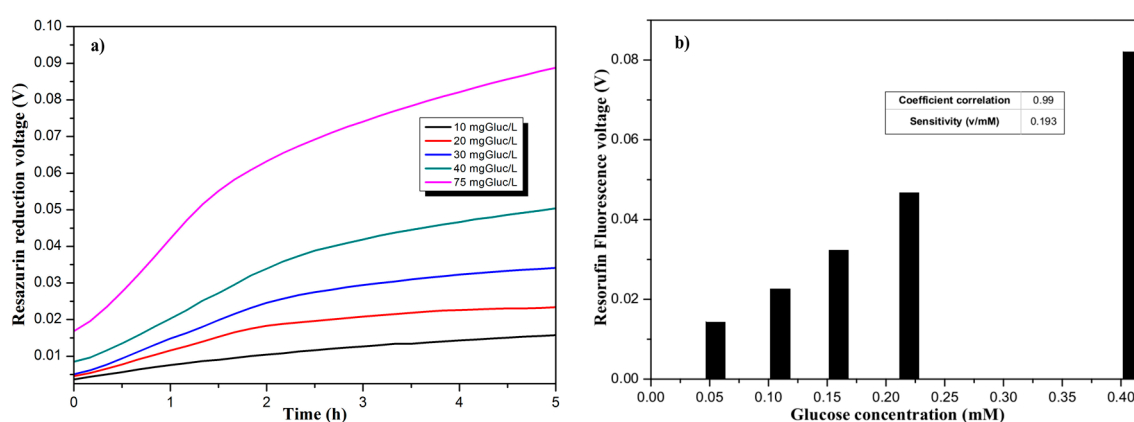 a)
Resazurin reduction voltage (V)
0.10
0.09
0.08
0.07
0.06
0.05
0.04
0.03
0.02
0.01
10 mgGluc/L
20 mgGluc/L
30 mgGluc/L
40 mgGluc/L
75 mgGluc/L
0 1 2 3 4 5
Time (h)
b)
Resorufin Fluorescence voltage (V)
0.08
0.06
0.04
0.02
0.00
Coefficient correlation 0.99
Sensitivity (v/mM) 0.193
0.00 0.05 0.10 0.15 0.20 0.25 0.30 0.35 0.40
Glucose concentration (mM)